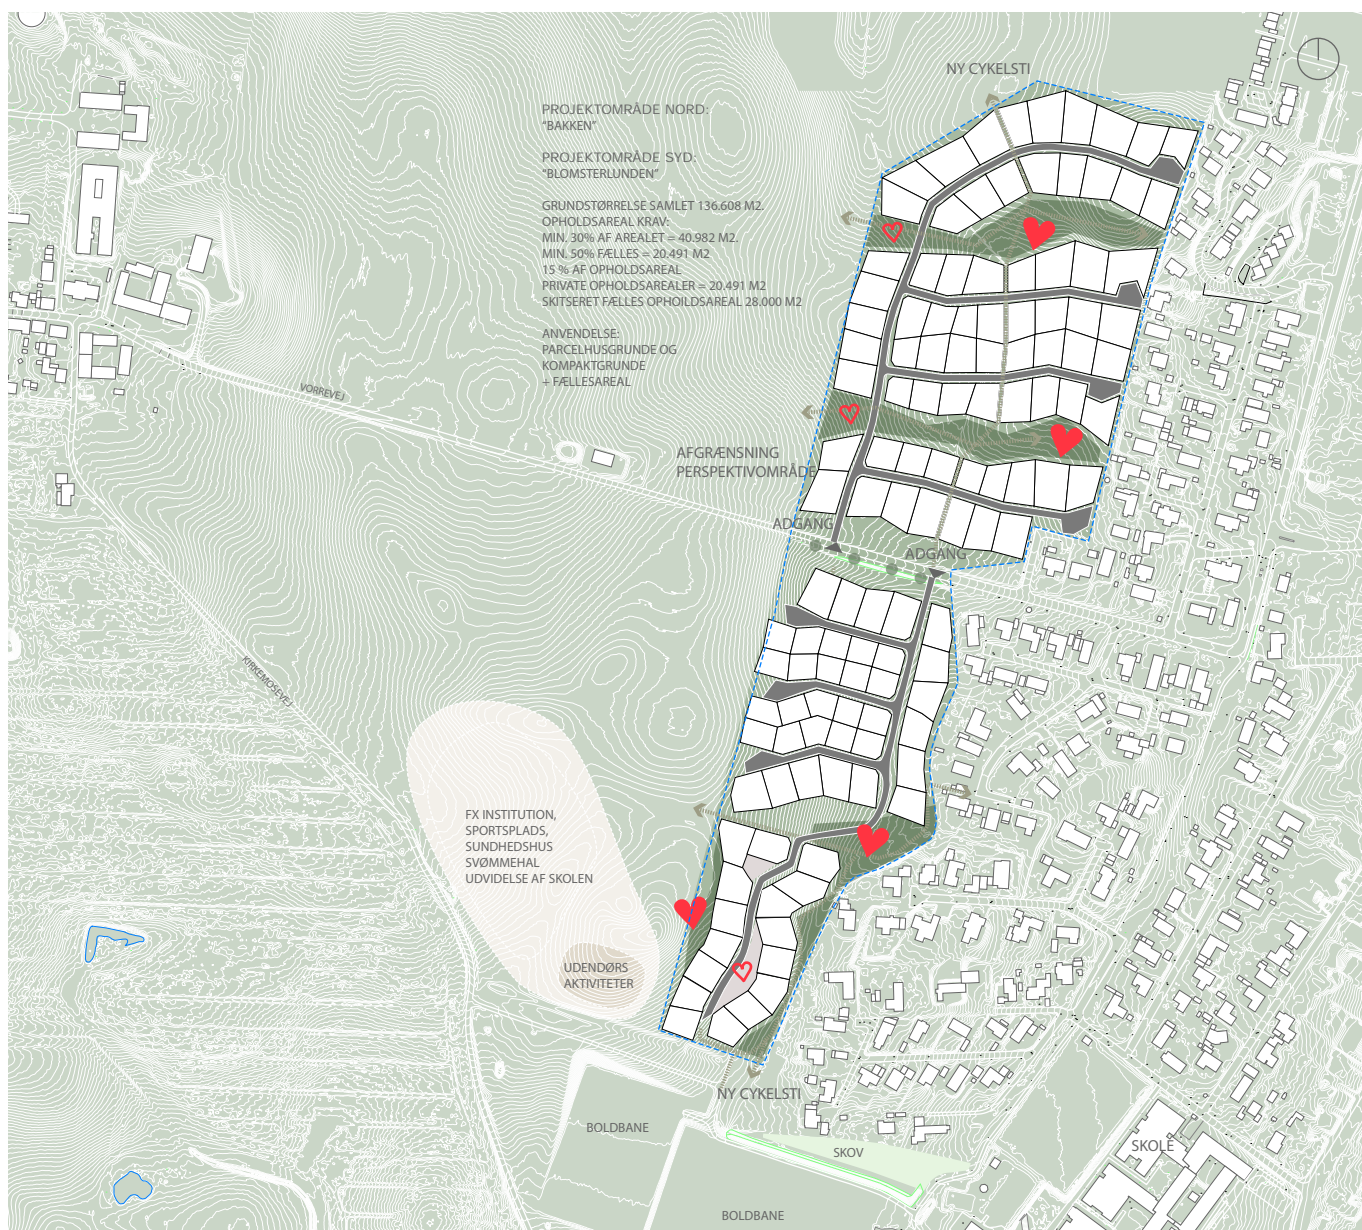 NY CYKELSTI
PROJEKTOMRÅDE NORD:
"BAKKEN"
PROJEKTOMRÅDE SYD:
"BLOMSTERLUNDEN"
GRUNDSTØRRELSE SAMLET 136.608 M2.
OPHOLDSAREAL KRAV:
MIN. 30% AF AREALET = 40.982 M2.
MIN. 50% FÆLLES = 20.491 M2
15 % AF OPHOLDSAREAL
PRIVATE OPHOLDSAREALER = 20.491 M2
SKITSERET FÆLLES OPHOILDSAREAL 28.000 M2
ANVENDELSE:
PARCELHUSGRUNDE OG
KOMPAKTGRUNDE
+ FÆLLESAREAL
VORREVEJ
AFGRÆNSNING
PERSPEKTIVOMRÅDE
ADGANG
ADGANG
KIRKEMOSEVEJ
FX INSTITUTION,
SPORTSPLADS,
SUNDHEDSHUS
SVØMMEHAL
UDVIDELSE AF SKOLEN
UDENDØRS
AKTIVITETER
NY CYKELSTI
BOLDBANE
SKOV
SKOLE
BOLDBANE